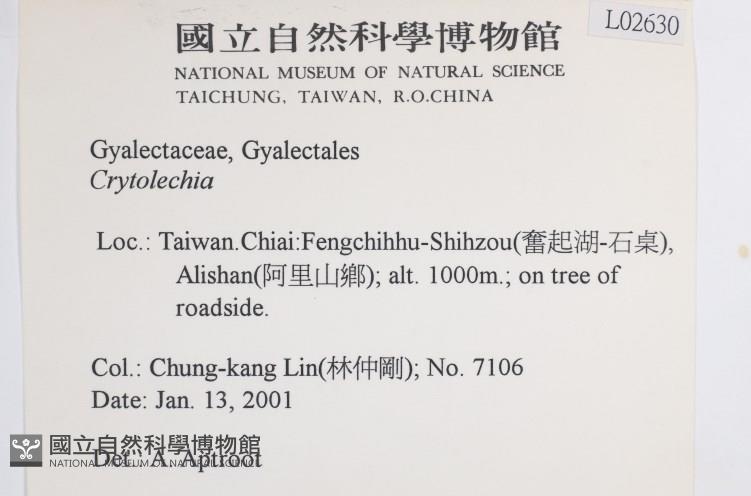 國立自然科學博物館
L02630
NATIONAL MUSEUM OF NATURAL SCIENCE
TAICHUNG, TAIWAN, R.O.CHINA
Gyalectaceae, Gyalectales
Crytolechia
Loc.: Taiwan.Chiai:Fengchihhu-Shihzou(奮起湖-石桌),
Alishan(阿里山鄉); alt. 1000m.; on tree of
roadside.
Col.: Chung-kang Lin(林仲剛); No. 7106
Date: Jan. 13, 2001
Det.: A. Aptroot
國立自然科學博物館
NATIONAL MUSEUM OF NATURAL SCIENCE